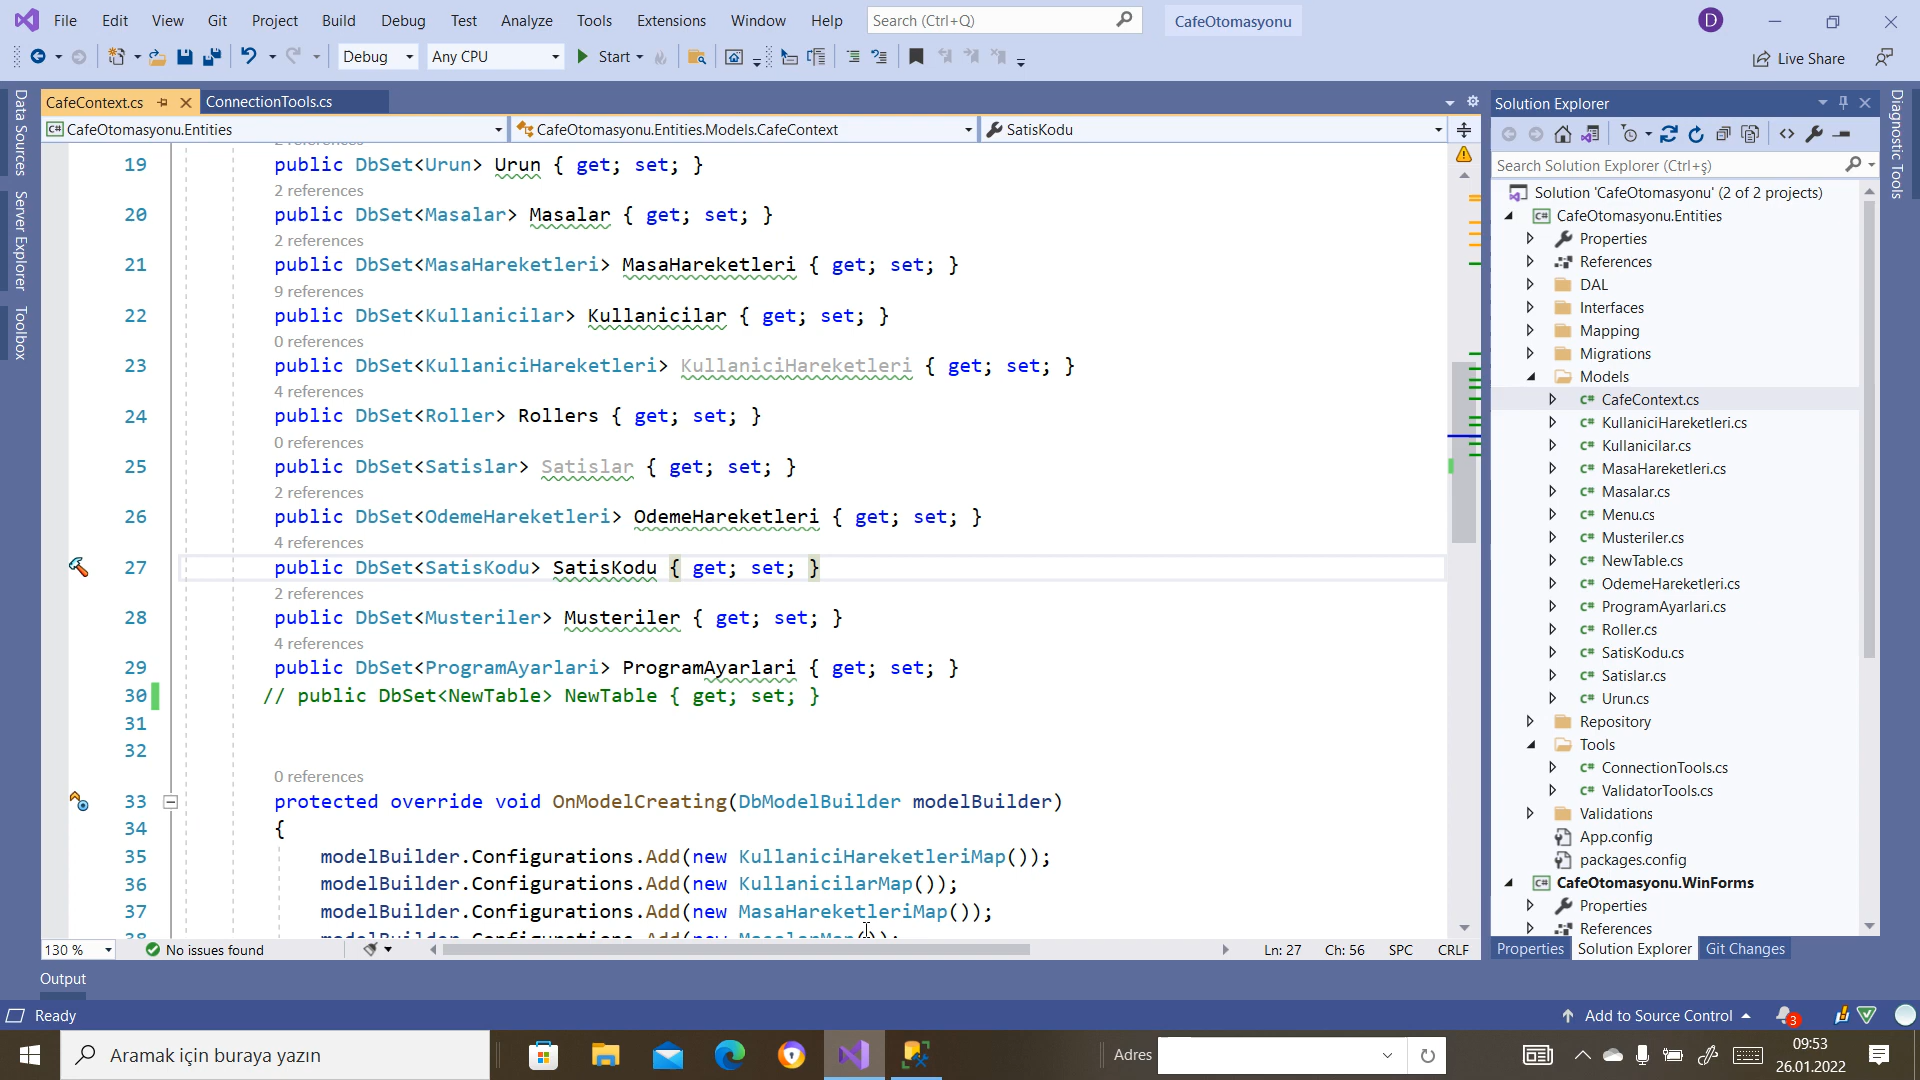 File Edit View Git Project Build Debug Test Analyze Tools Extensions Window Help Search (Ctrl+Q) CafeOtomasyonu D
Debug Any CPU Start Live Share
CafeContext.cs ConnectionTools.cs
CafeOtomasyonu.Entities CafeOtomasyonu.Entities.Models.CafeContext SatisKodu
Data Sources
Server Explorer
Toolbox
19 public DbSet<Urun> Urun { get; set; }
2 references
20 public DbSet<Masalar> Masalar { get; set; }
2 references
21 public DbSet<MasaHareketleri> MasaHareketleri { get; set; }
9 references
22 public DbSet<Kullanicilar> Kullanicilar { get; set; }
0 references
23 public DbSet<KullaniciHareketleri> KullaniciHareketleri { get; set; }
4 references
24 public DbSet<Roller> Rollers { get; set; }
0 references
25 public DbSet<Satislar> Satislar { get; set; }
2 references
26 public DbSet<OdemeHareketleri> OdemeHareketleri { get; set; }
4 references
27 public DbSet<SatisKodu> SatisKodu { get; set; }
2 references
28 public DbSet<Musteriler> Musteriler { get; set; }
4 references
29 public DbSet<ProgramAyarlari> ProgramAyarlari { get; set; }
30 // public DbSet<NewTable> NewTable { get; set; }
31
32
0 references
33 protected override void OnModelCreating(DbModelBuilder modelBuilder)
34 {
35 modelBuilder.Configurations.Add(new KullaniciHareketleriMap());
36 modelBuilder.Configurations.Add(new KullanicilarMap());
37 modelBuilder.Configurations.Add(new MasaHareketleriMap());
130 % No issues found Ln: 27 Ch: 56 SPC CRLF
Solution Explorer
Search Solution Explorer (Ctrl+ş)
Solution 'CafeOtomasyonu' (2 of 2 projects)
CafeOtomasyonu.Entities
Properties
References
DAL
Interfaces
Mapping
Migrations
Models
CafeContext.cs
KullaniciHareketleri.cs
Kullanicilar.cs
MasaHareketleri.cs
Masalar.cs
Menu.cs
Musteriler.cs
NewTable.cs
OdemeHareketleri.cs
ProgramAyarlari.cs
Roller.cs
SatisKodu.cs
Satislar.cs
Urun.cs
Repository
Tools
ConnectionTools.cs
ValidatorTools.cs
Validations
App.config
packages.config
CafeOtomasyonu.WinForms
Properties
References
Properties Solution Explorer Git Changes
Diagnostic Tools
Output
Ready Add to Source Control 3
Aramak için buraya yazın Adres 09:53
26.01.2022